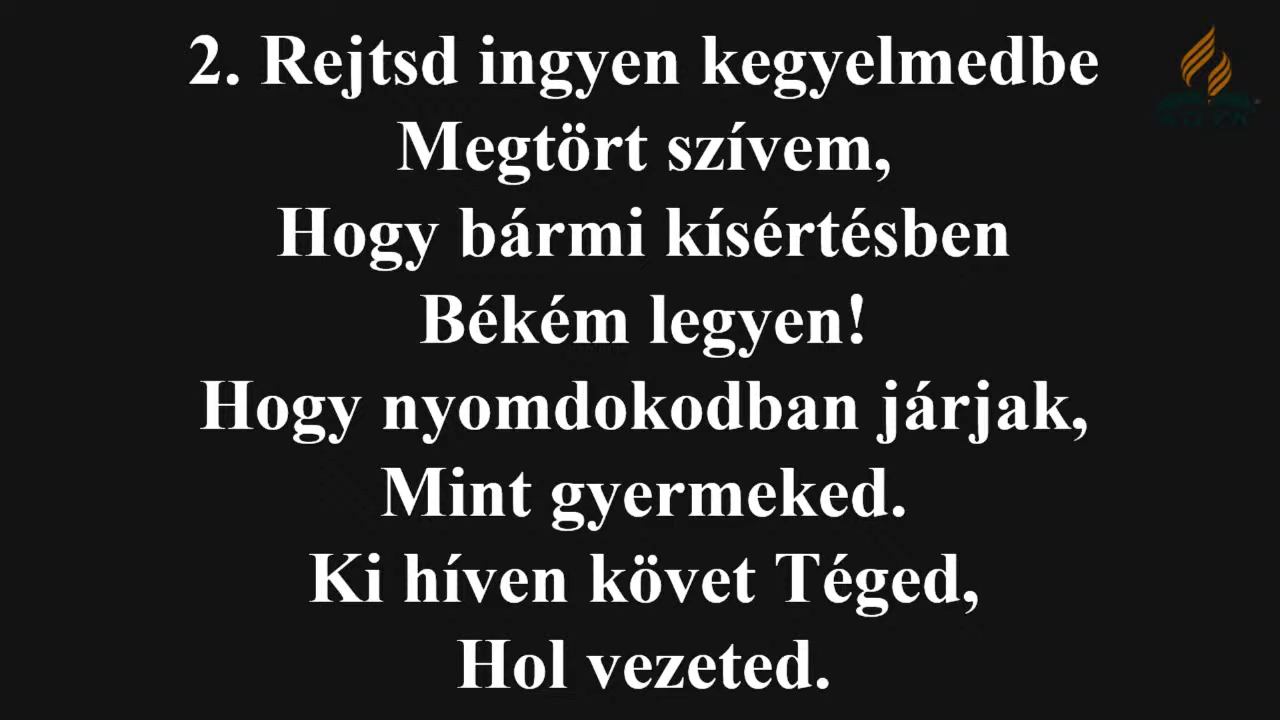 2. Rejtsd ingyen kegyelmedbe
Megtört szívem,
Hogy bármi kísértésben
Békém legyen!
Hogy nyomdokodban járjak,
Mint gyermeked.
Ki híven követ Téged,
Hol vezeted.